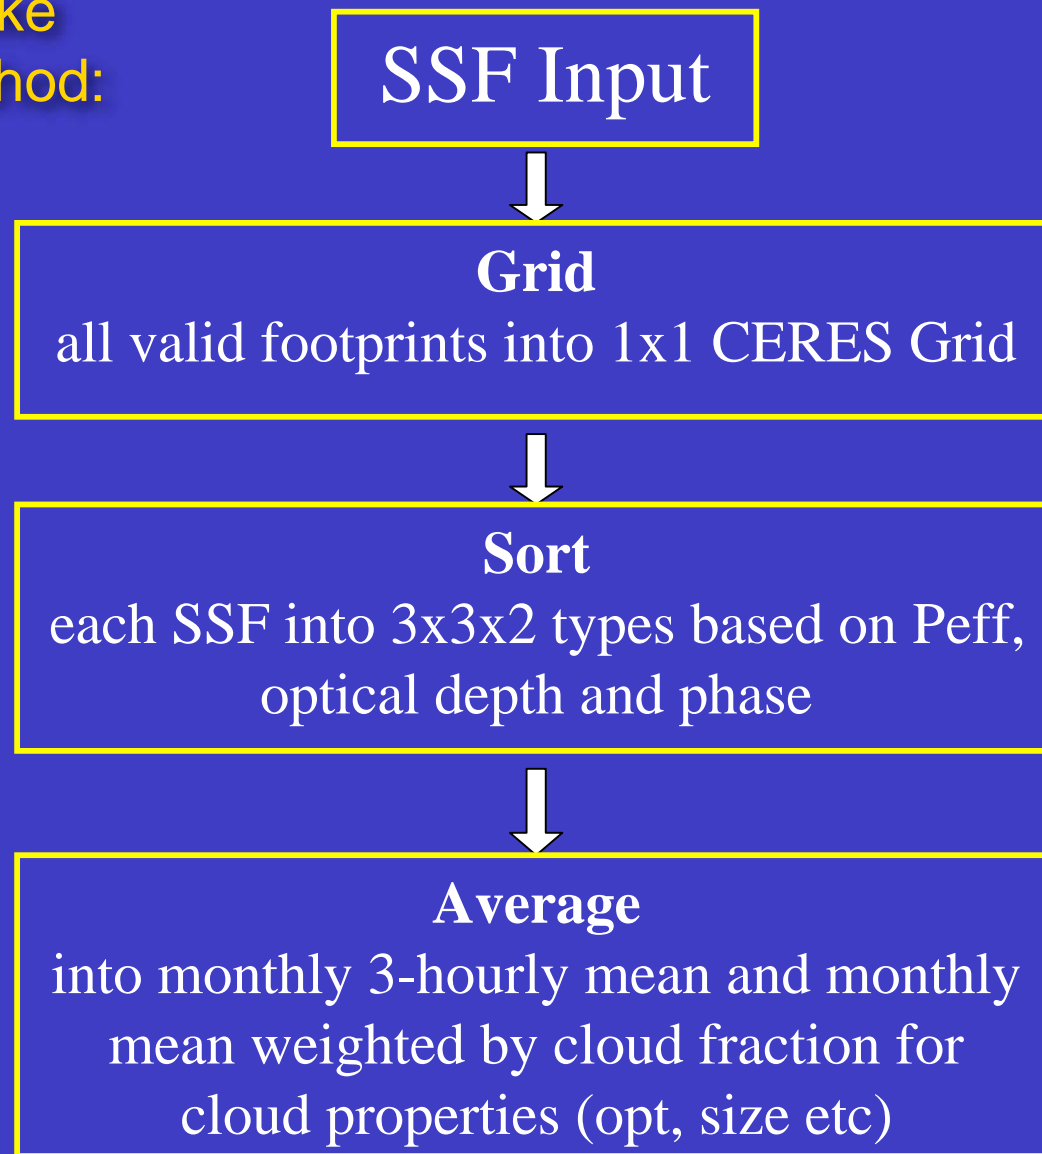 SSF Input
Grid
all valid footprints into 1x1 CERES Grid
Sort
each SSF into 3x3x2 types based on Peff,
optical depth and phase
Average
into monthly 3-hourly mean and monthly
mean weighted by cloud fraction for
cloud properties (opt, size etc)